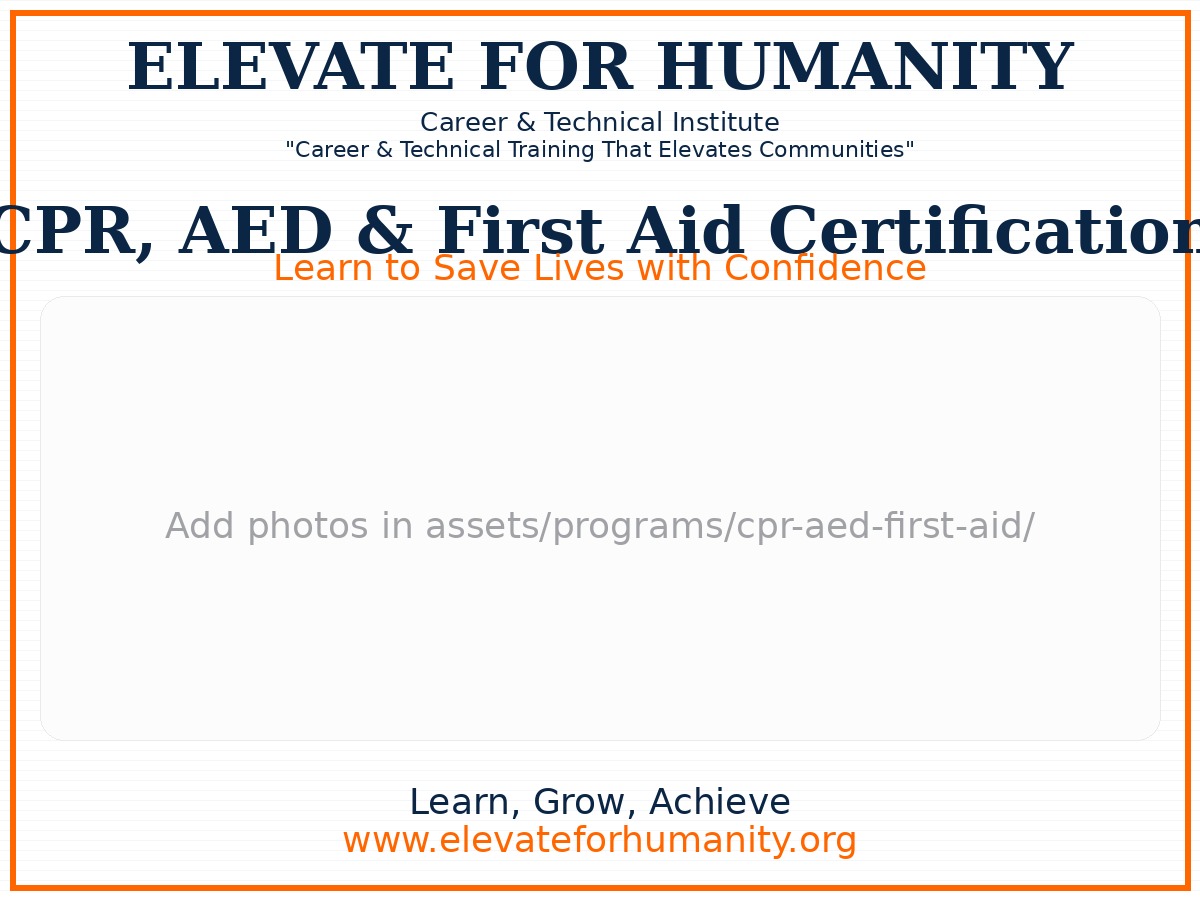 ELEVATE FOR HUMANITY
Career & Technical Institute
"Career & Technical Training That Elevates Communities"
CPR, AED & First Aid Certification
Learn to Save Lives with Confidence
Add photos in assets/programs/cpr-aed-first-aid/
Learn, Grow, Achieve
www.elevateforhumanity.org